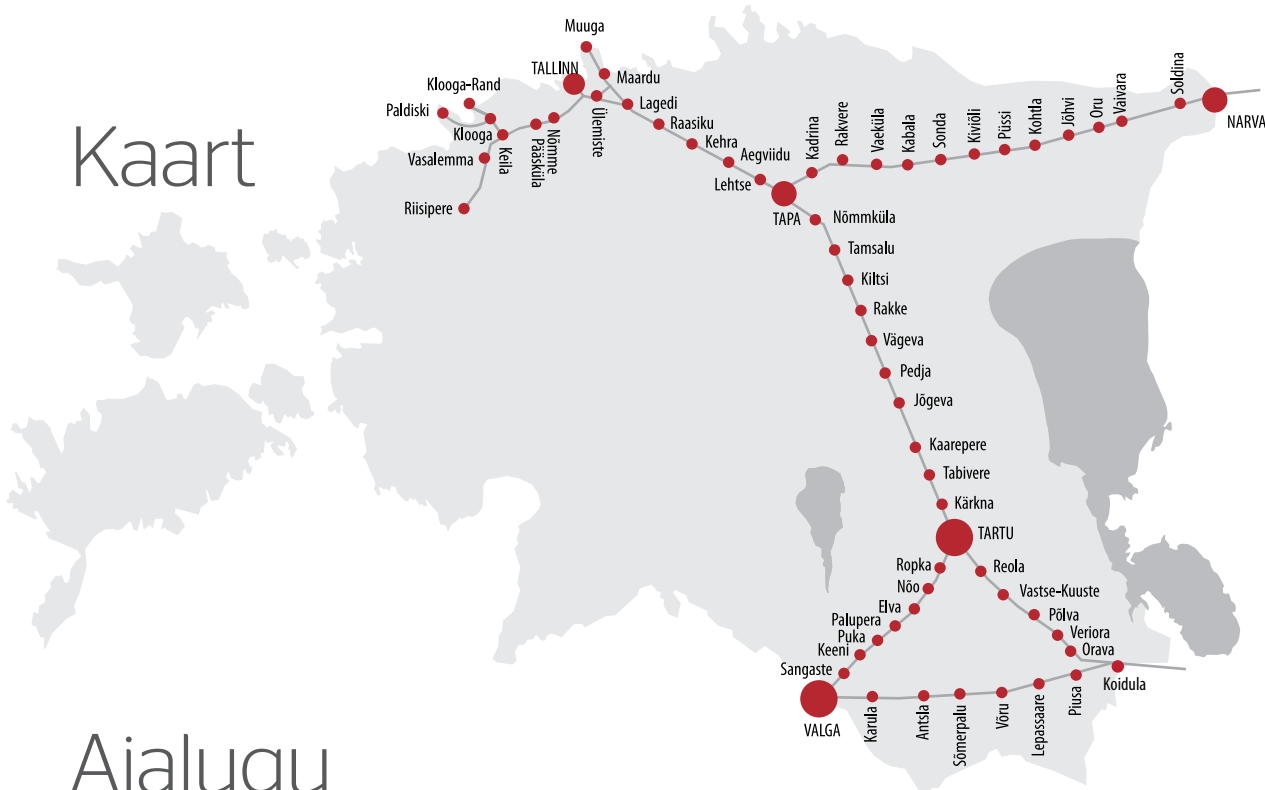 Kaart
Muuga
TALLINN
Maardu
Klooga-Rand
Paldiski
Lagedi
Ülemiste
Klooga
Keila
Pääsküla
Nõmme
Vasalemma
Riisipere
Raasiku
Kehra
Aegviidu
Lehtse
TAPA
Kadrina
Rakvere
Vaeküla
Kabala
Sonda
Kiviõli
Püssi
Kohtla
Jõhvi
Oru
Vaivara
Soldina
NARVA
Nõmmküla
Tamsalu
Kiltsi
Rakke
Vägeva
Pedja
Jõgeva
Kaarepere
Tabivere
Kärkna
TARTU
Ropka
Nõo
Elva
Palupera
Puka
Keeni
Sangaste
VALGA
Reola
Vastse-Kuuste
Põlva
Veriora
Orava
Koidula
Karula
Antsla
Sõmerpalu
Võru
Lepassaare
Piusa
Ajalugu